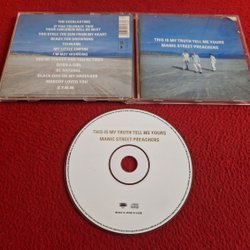 THE EVERLASTING
IF YOU TOLERATE THIS
YOUR CHILDREN WILL BE NEXT
YOU STOLE THE SUN FROM MY HEART
READY FOR DROWNING
TSUNAMI
MY LITTLE EMPIRE
I'M NOT WORKING
YOU'RE TENDER AND YOU'RE TIRED
BORN A GIRL
BE NATURAL
BLACK DOG ON MY SHOULDER
NOBODY LOVED YOU
S.Y.M.M.
THIS IS MY TRUTH TELL ME YOURS
MANIC STREET PREACHERS
THIS IS MY TRUTH TELL ME YOURS
MANIC STREET PREACHERS